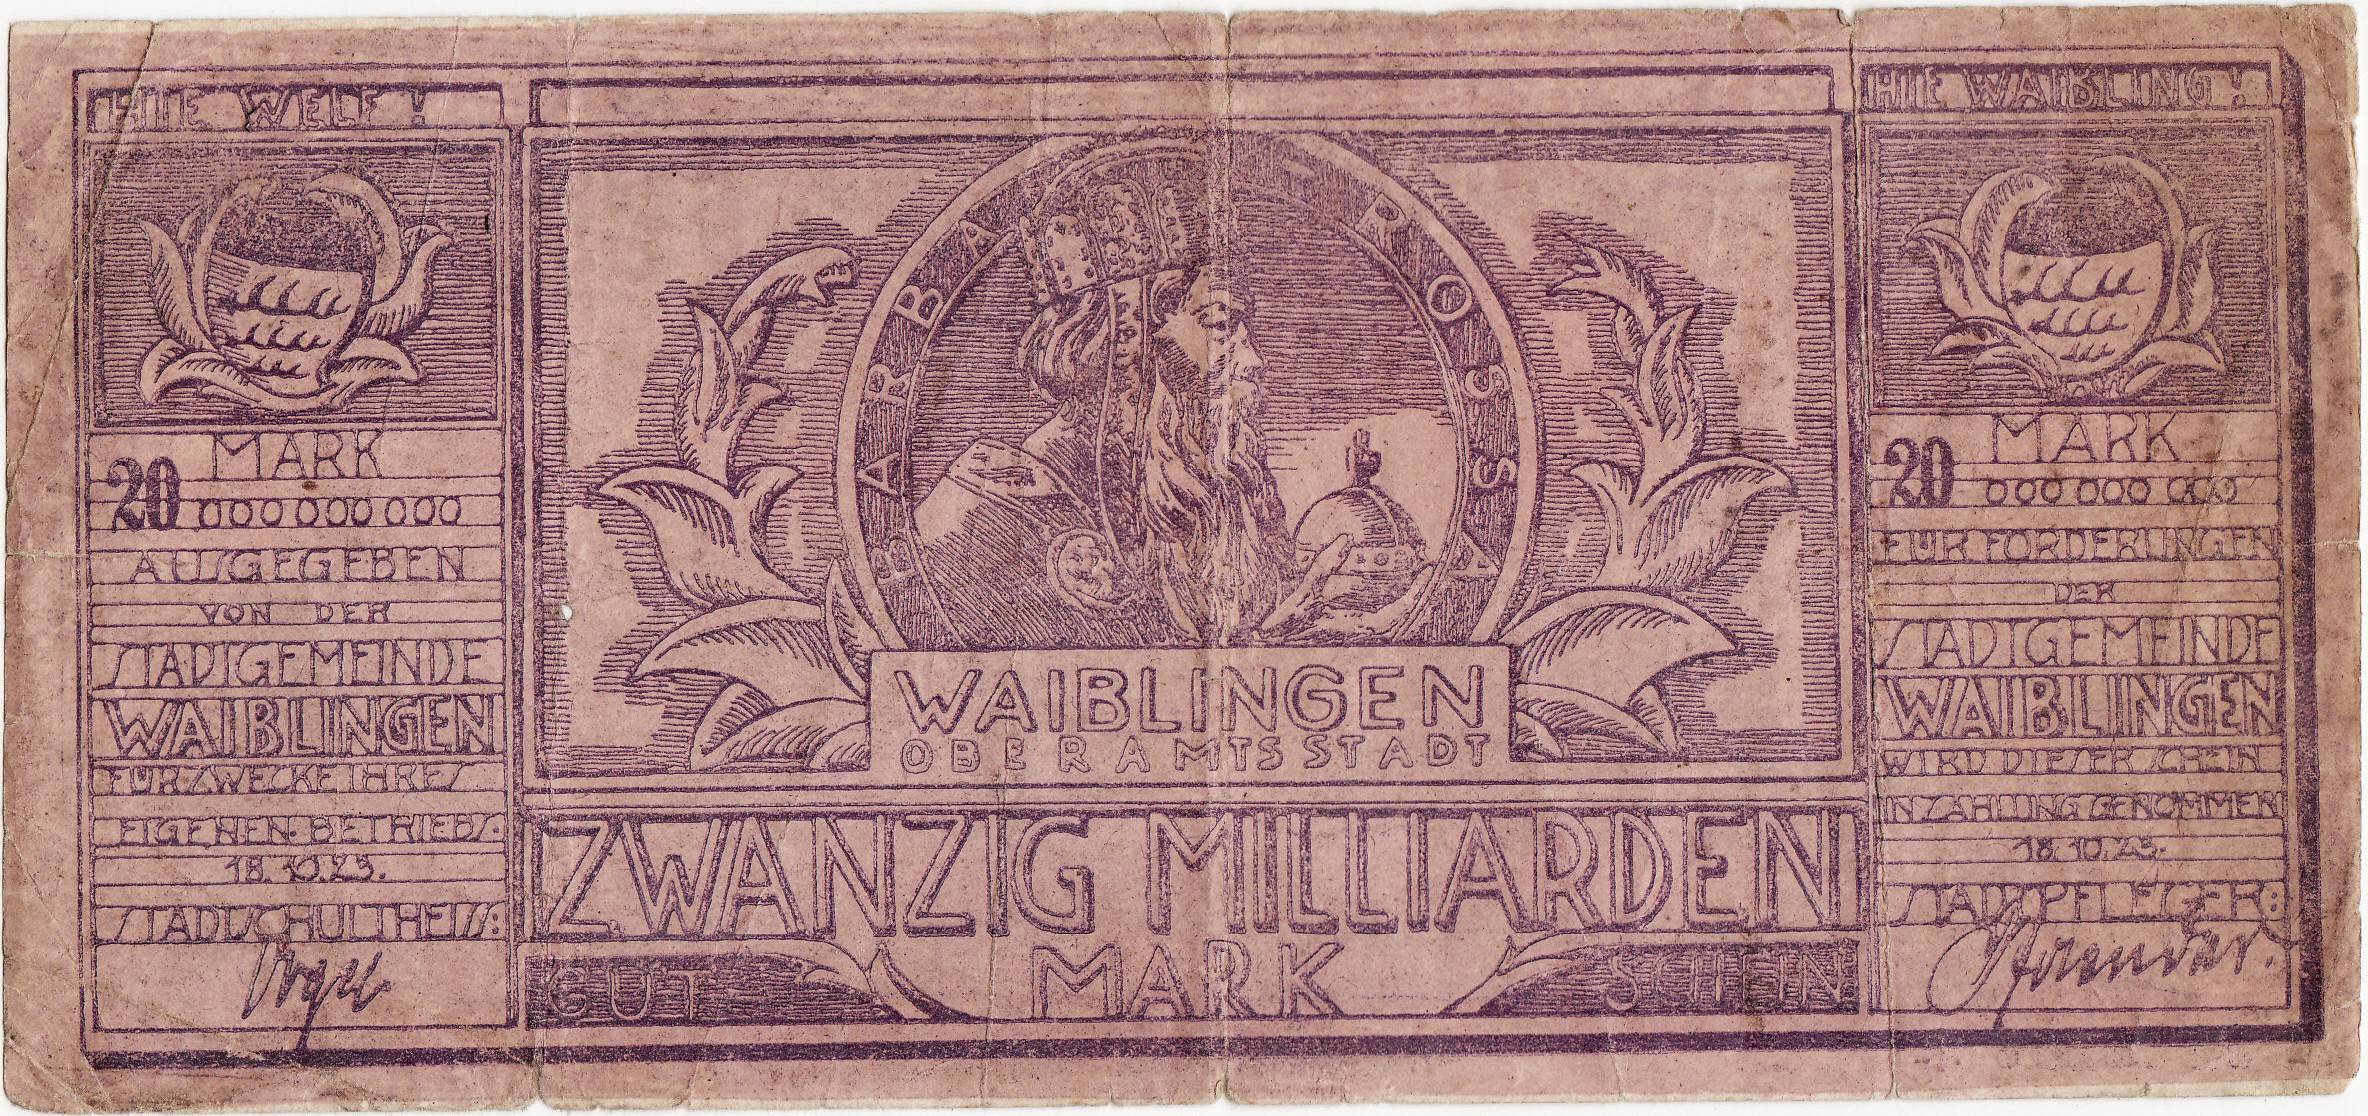 HIE WELF!
MARK
20 000 000 000
AUSGEGEBEN
VON DER
STADTGEMEINDE
WAIBLINGEN
FÜR ZWECKE IHRES
EIGENEN BETRIEBS:
18.10.23.
STADTSCHULTHEISS:
BARBAROSSA
WAIBLINGEN
OBERAMTSSTADT
ZWANZIG MILLIARDEN
MARK
GUT SCHEIN
HIE WAIBLING!
MARK
20 000 000 000
FÜR FORDERUNGEN
DER
STADTGEMEINDE
WAIBLINGEN
WIRD DIESER SCHEIN
IN ZAHLUNG GENOMMEN
18.10.23.
STADTPFLEGER: